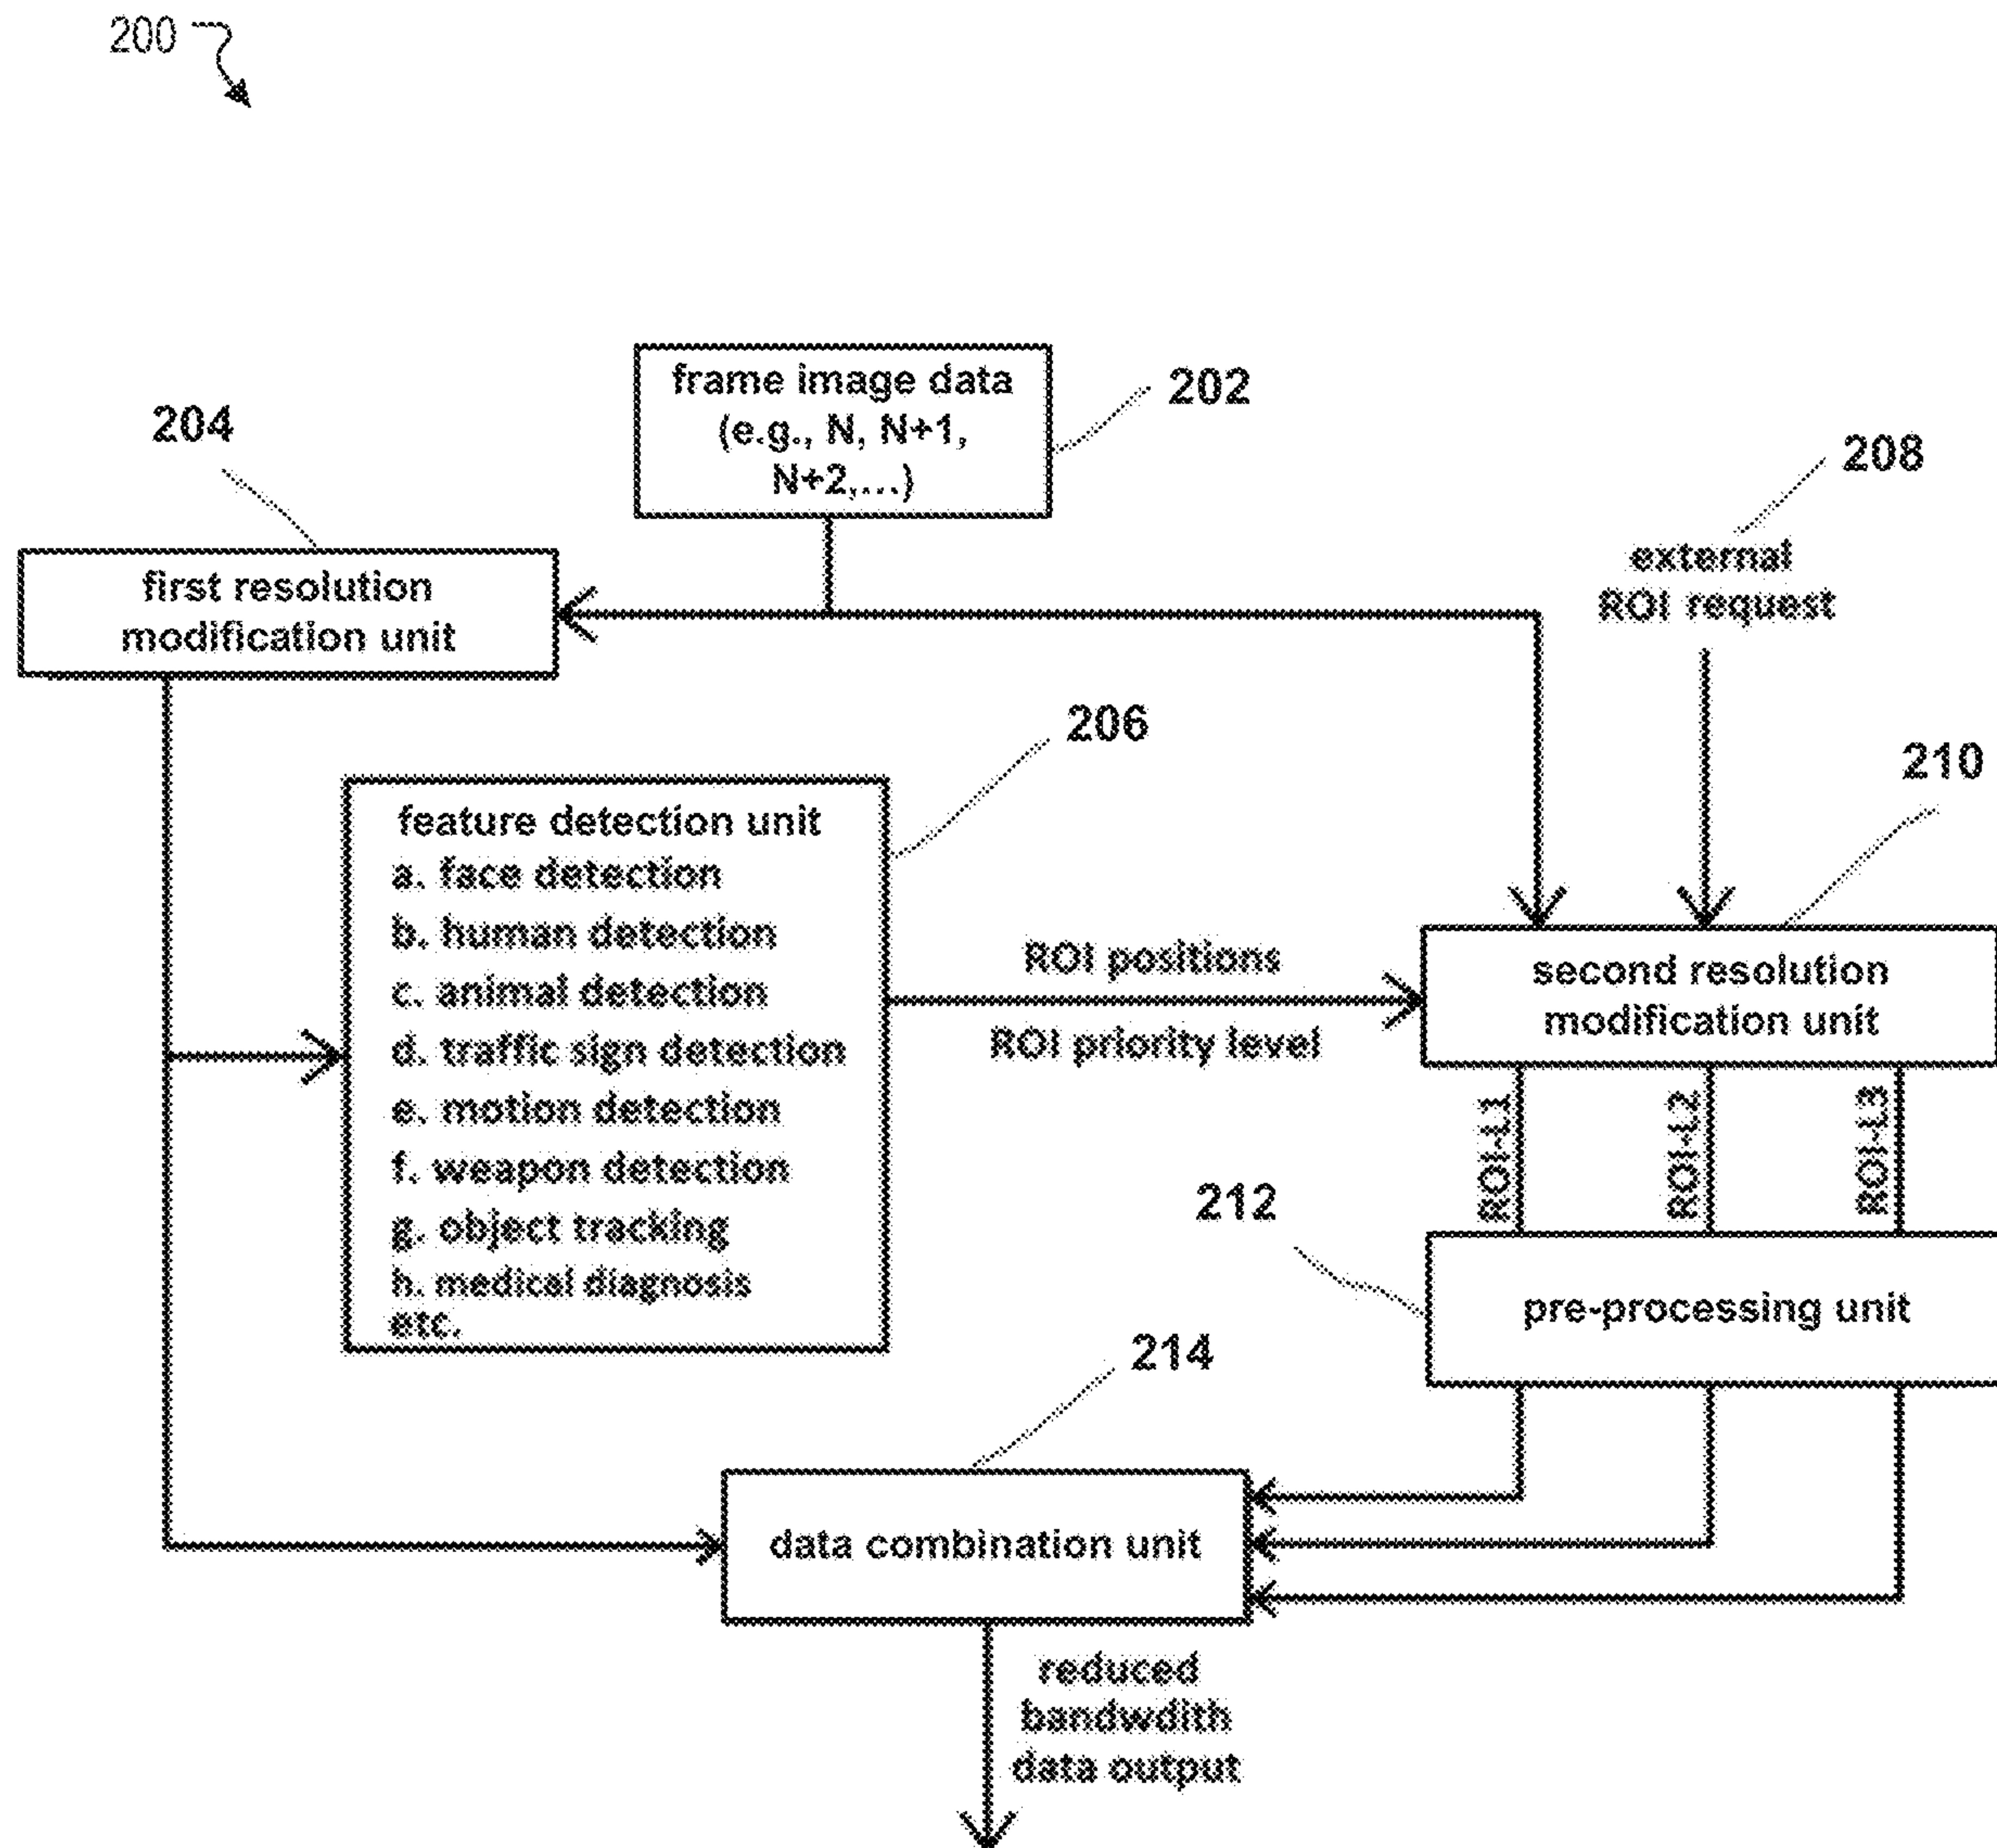 200
frame image data
(e.g., N, N+1,
N+2,...)
202
204
first resolution
modification unit
208
external
ROI request
206
feature detection unit
a. face detection
b. human detection
c. animal detection
d. traffic sign detection
e. motion detection
f. weapon detection
g. object tracking
h. medical diagnosis
etc.
ROI positions
ROI priority level
210
second resolution
modification unit
ROI-L1
ROI-L2
ROI-L3
212
pre-processing unit
214
data combination unit
reduced
bandwdith
data output